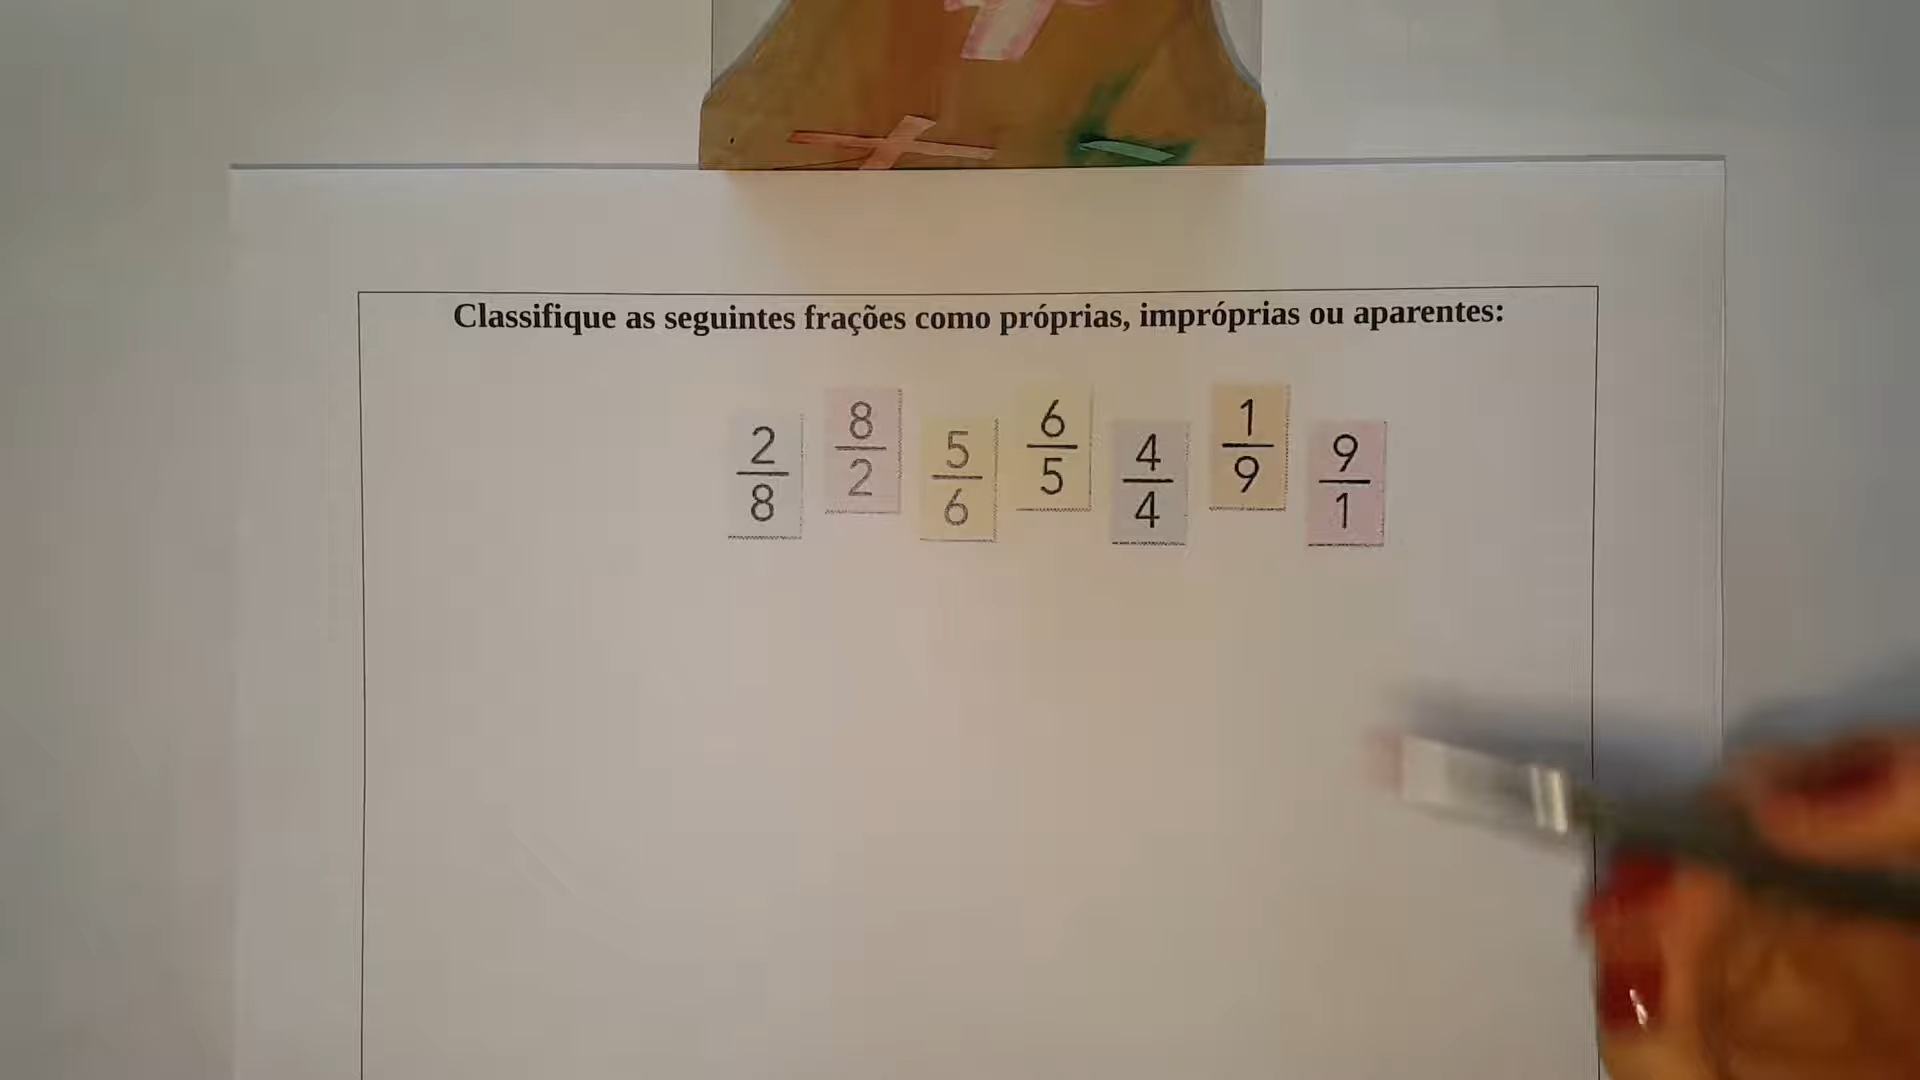 Classifique as seguintes frações como próprias, impróprias ou aparentes:
2/8 8/2 5/6 6/5 4/4 1/9 9/1